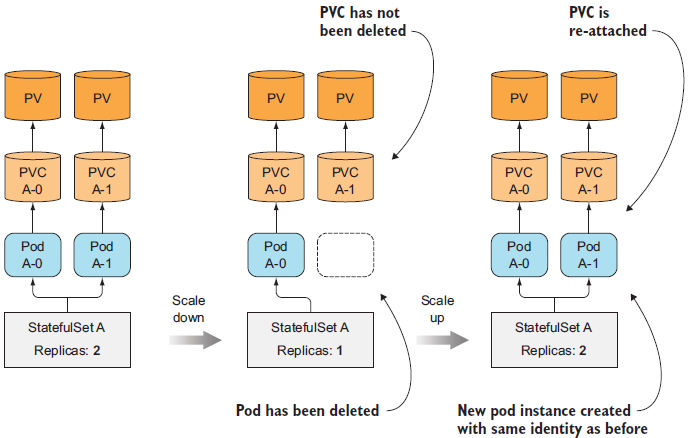 PVC has not
been deleted
PVC is
re-attached
PV
PV
PV
PV
PV
PV
PVC
A-0
PVC
A-1
PVC
A-0
PVC
A-1
PVC
A-0
PVC
A-1
Pod
A-0
Pod
A-1
Pod
A-0
Pod
A-0
Pod
A-1
Scale
down
Scale
up
StatefulSet A
Replicas: 2
StatefulSet A
Replicas: 1
StatefulSet A
Replicas: 2
Pod has been deleted
New pod instance created
with same identity as before